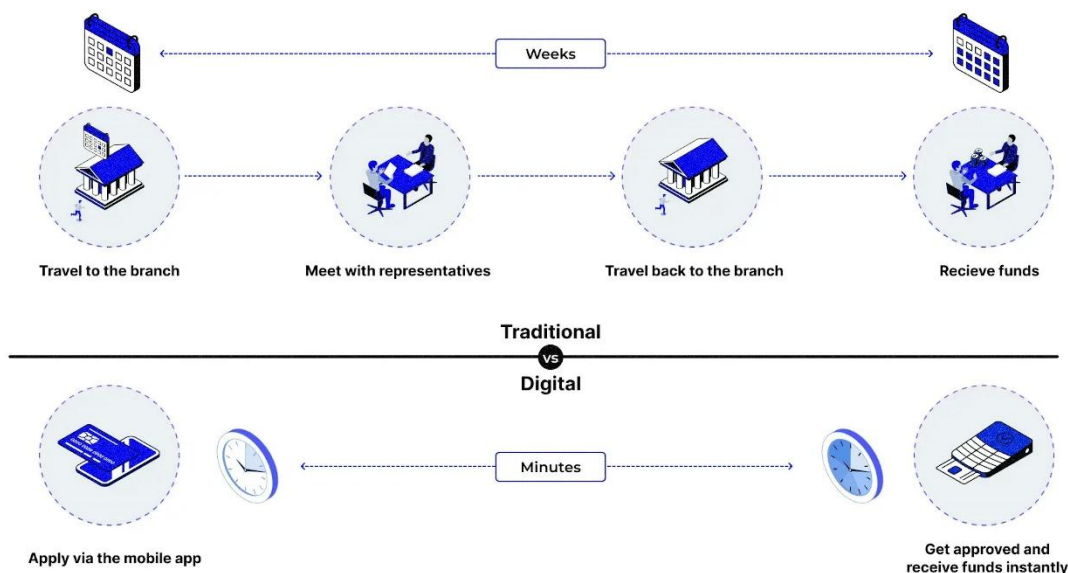 Weeks
Travel to the branch
Meet with representatives
Travel back to the branch
Recieve funds
Traditional
vs
Digital
Minutes
Apply via the mobile app
Get approved and
receive funds instantly